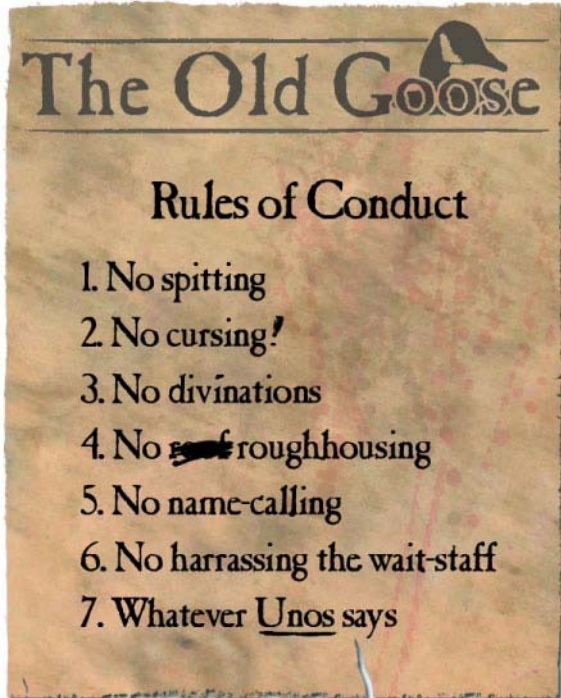 The Old Goose
Rules of Conduct
1. No spitting
2. No cursing!
3. No divinations
4. No roughhousing
5. No name-calling
6. No harrassing the wait-staff
7. Whatever Unos says